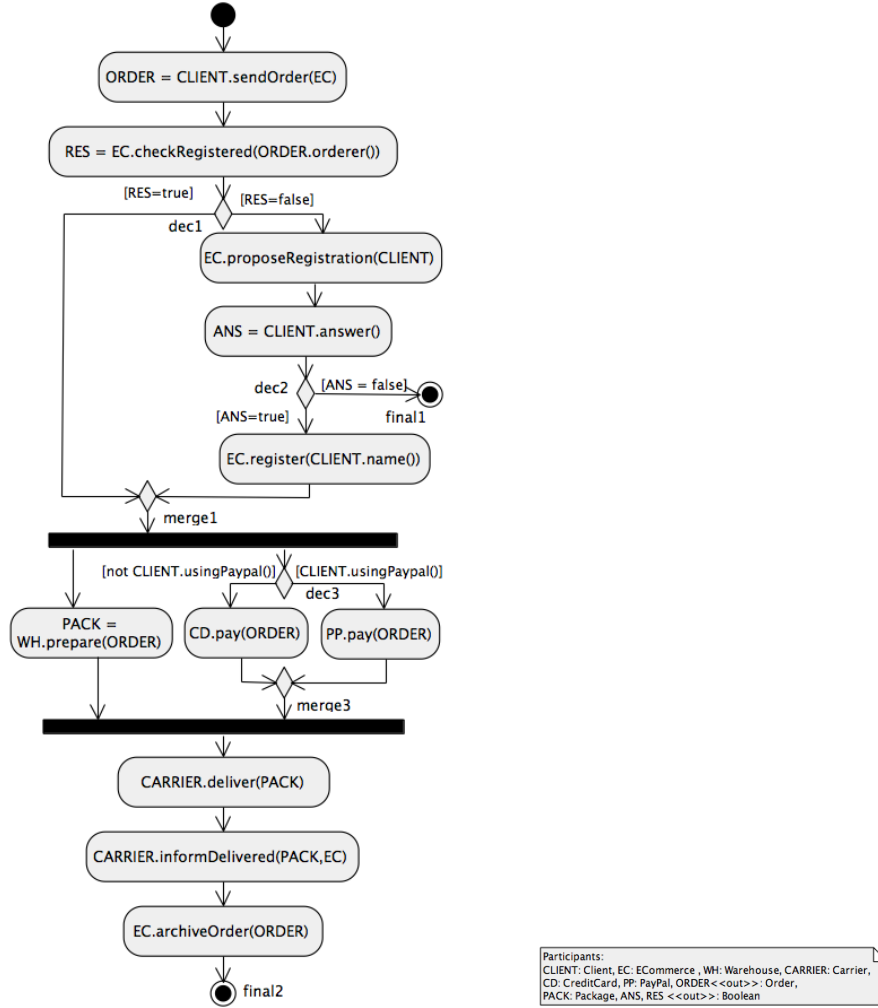 ORDER = CLIENT.sendOrder(EC)
RES = EC.checkRegistered(ORDER.orderer())
[RES=true]
[RES=false]
dec1
EC.proposeRegistration(CLIENT)
ANS = CLIENT.answer()
dec2
[ANS = false]
final1
[ANS=true]
EC.register(CLIENT.name())
merge1
[not CLIENT.usingPaypal()]
[CLIENT.usingPaypal()]
dec3
PACK =
WH.prepare(ORDER)
CD.pay(ORDER)
PP.pay(ORDER)
merge3
CARRIER.deliver(PACK)
CARRIER.informDelivered(PACK,EC)
EC.archiveOrder(ORDER)
final2
Participants:
CLIENT: Client, EC: ECommerce , WH: Warehouse, CARRIER: Carrier,
CD: CreditCard, PP: PayPal, ORDER<<out>>: Order,
PACK: Package, ANS, RES <<out>>: Boolean